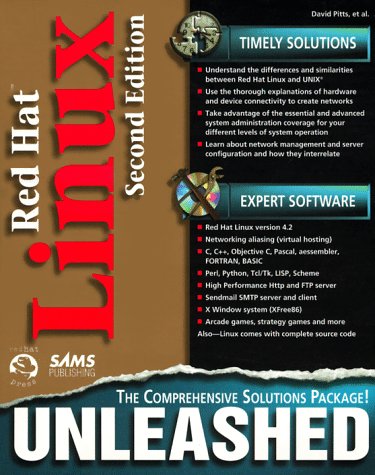 David Pitts, et al.
Red Hat™
Linux
Second Edition
TIMELY SOLUTIONS
Understand the differences and similarities
between Red Hat Linux and UNIX®
Use the thorough explanations of hardware
and device connectivity to create networks
Take advantage of the essential and advanced
system administration coverage for your
different levels of system operation
Learn about network management and server
configuration and how they interrelate
EXPERT SOFTWARE
Red Hat Linux version 4.2
Networking aliasing (virtual hosting)
C, C++, Objective C, Pascal, aessembler,
FORTRAN, BASIC
Perl, Python, Tcl/Tk, LISP, Scheme
High Performance Http and FTP server
Sendmail SMTP server and client
X Window system (XFree86)
Arcade games, strategy games and more
Also—Linux comes with complete source code
redhat
press
SAMS
PUBLISHING
THE COMPREHENSIVE SOLUTIONS PACKAGE!
UNLEASHED